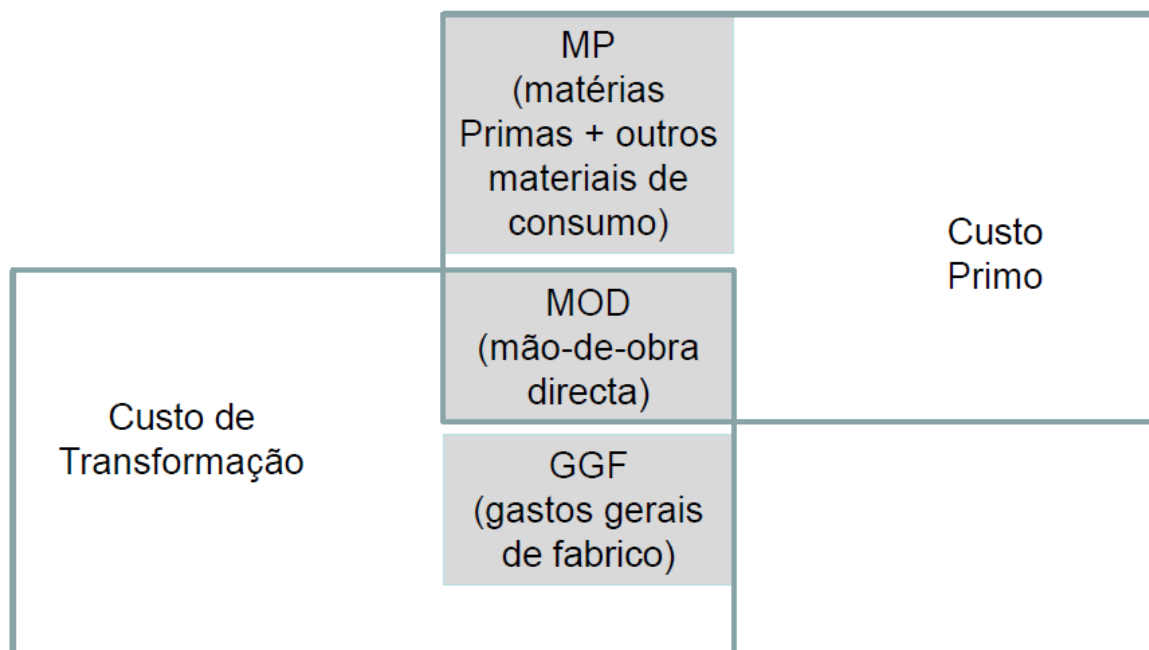 MP
(matérias
Primas + outros
materiais de
consumo)
Custo
Primo
MOD
(mão-de-obra
directa)
Custo de
Transformação
GGF
(gastos gerais
de fabrico)